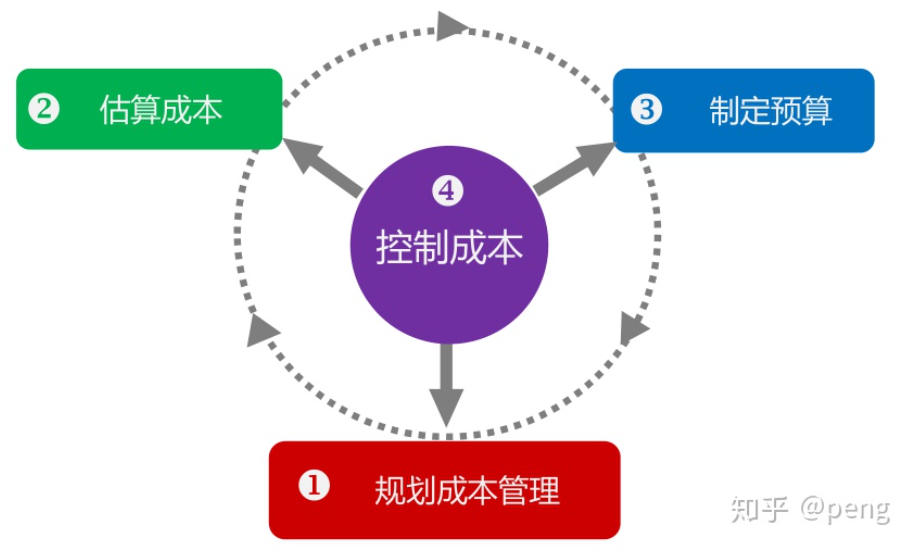 ❷ 估算成本
❸ 制定预算
❹
控制成本
❶ 规划成本管理
知乎 @peng